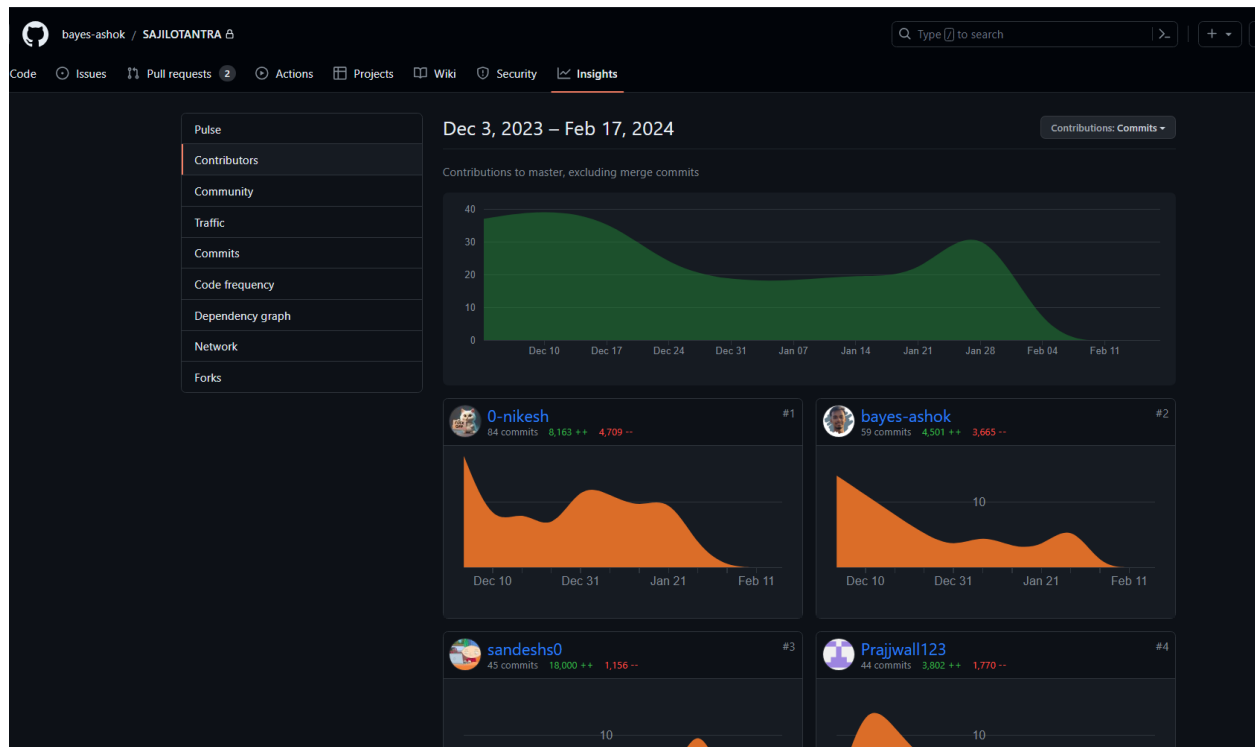 bayes-ashok / SAJILOTANTRA
Type / to search
Code Issues Pull requests 2 Actions Projects Wiki Security Insights
Pulse
Contributors
Community
Traffic
Commits
Code frequency
Dependency graph
Network
Forks
Dec 3, 2023 – Feb 17, 2024
Contributions: Commits
Contributions to master, excluding merge commits
40
30
20
10
0
Dec 10 Dec 17 Dec 24 Dec 31 Jan 07 Jan 14 Jan 21 Jan 28 Feb 04 Feb 11
0-nikesh #1
84 commits 8,163 ++ 4,709 --
Dec 10 Dec 31 Jan 21 Feb 11
bayes-ashok #2
59 commits 4,501 ++ 3,665 --
10
Dec 10 Dec 31 Jan 21 Feb 11
sandeshs0 #3
45 commits 18,000 ++ 1,156 --
10
Prajjwall123 #4
44 commits 3,802 ++ 1,770 --
10